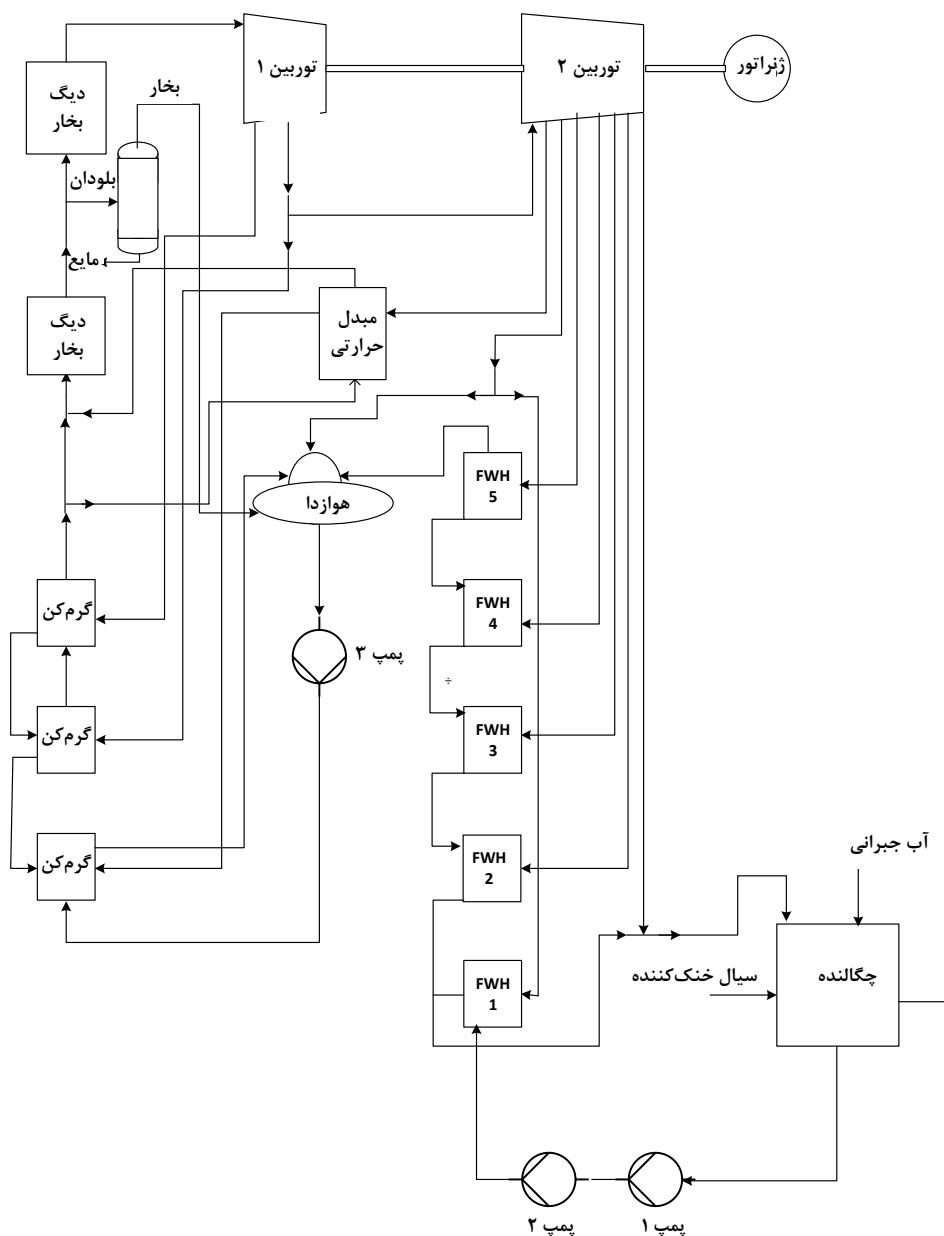 توربین ۱
توربین ۲
ژنراتور
دیگ
بخار
بخار
بلودان
مایع
دیگ
بخار
مبدل
حرارتی
هوازدا
FWH
5
گرم‌کن
FWH
4
پمپ ۳
÷
گرم‌کن
FWH
3
گرم‌کن
FWH
2
آب جبرانی
چگالنده
سیال خنک‌کننده
FWH
1
پمپ ۲
پمپ ۱